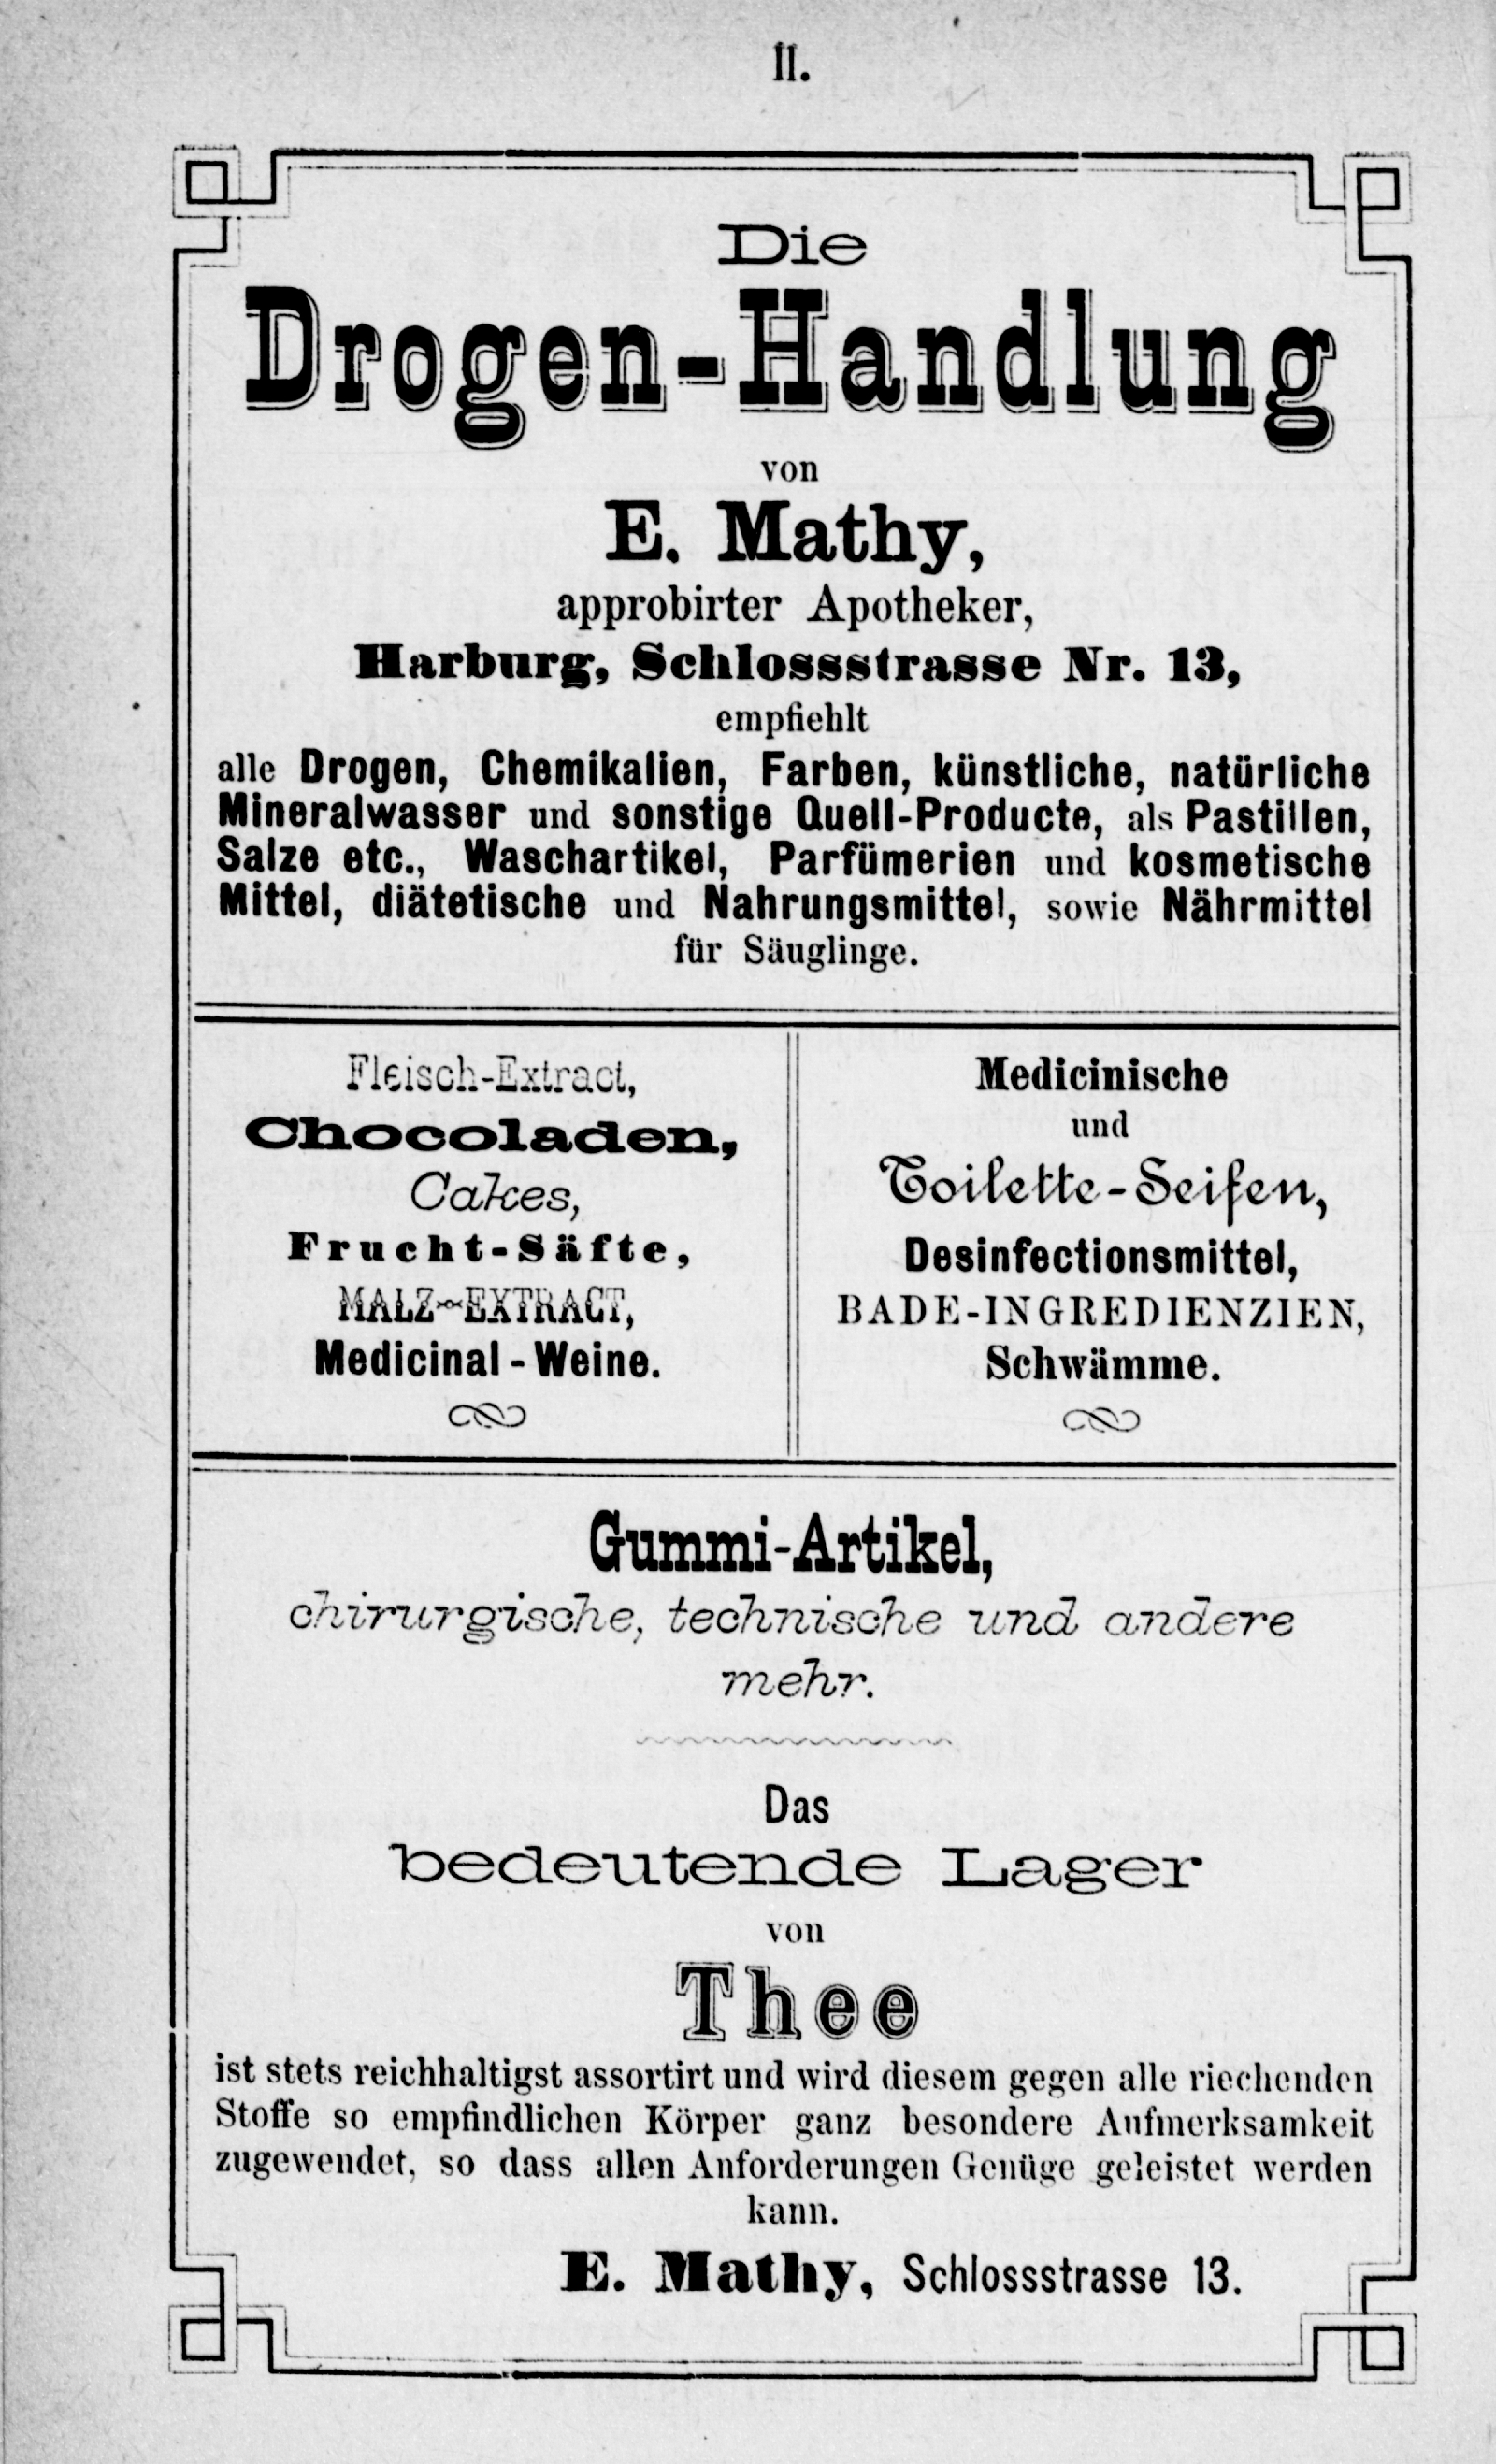 II.
Die
Drogen-Handlung
von
E. Mathy,
approbirter Apotheker,
Harburg, Schlossstrasse Nr. 13,
empfiehlt
alle Drogen, Chemikalien, Farben, künstliche, natürliche
Mineralwasser und sonstige Quell-Producte, als Pastillen,
Salze etc., Waschartikel, Parfümerien und kosmetische
Mittel, diätetische und Nahrungsmittel, sowie Nährmittel
für Säuglinge.
Fleisch-Extract,
Chocoladen,
Cakes,
Frucht-Säfte,
MALZ-EXTRACT,
Medicinal-Weine.
Medicinische
und
Toilette-Seifen,
Desinfectionsmittel,
BADE-INGREDIENZIEN,
Schwämme.
Gummi-Artikel,
chirurgische, technische und andere
mehr.
Das
bedeutende Lager
von
Thee
ist stets reichhaltigst assortirt und wird diesem gegen alle riechenden
Stoffe so empfindlichen Körper ganz besondere Aufmerksamkeit
zugewendet, so dass allen Anforderungen Genüge geleistet werden
kann.
E. Mathy, Schlossstrasse 13.